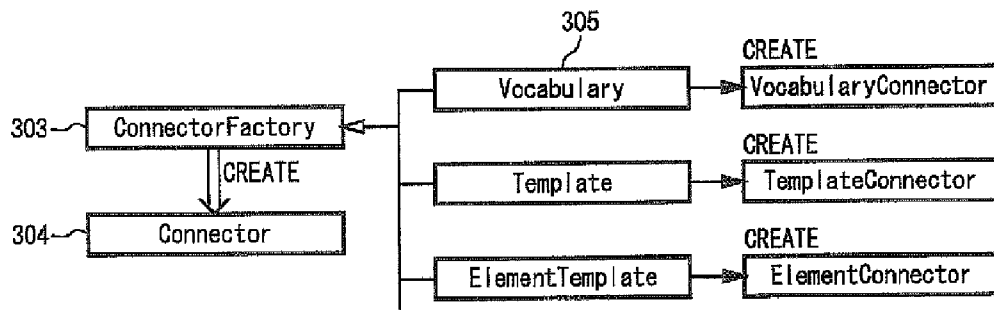 305
CREATE
Vocabulary
VocabularyConnector
303
ConnectorFactory
CREATE
CREATE
Template
TemplateConnector
304
Connector
CREATE
ElementTemplate
ElementConnector